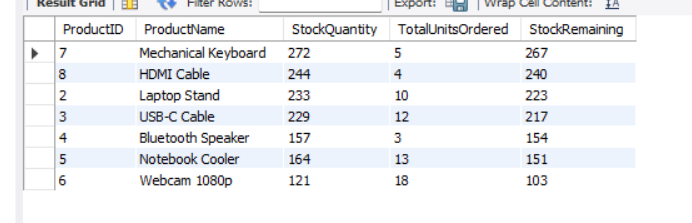 Result Grid Filter Rows: Export: Wrap Cell Content: IA
ProductID ProductName StockQuantity TotalUnitsOrdered StockRemaining
7 Mechanical Keyboard 272 5 267
8 HDMI Cable 244 4 240
2 Laptop Stand 233 10 223
3 USB-C Cable 229 12 217
4 Bluetooth Speaker 157 3 154
5 Notebook Cooler 164 13 151
6 Webcam 1080p 121 18 103